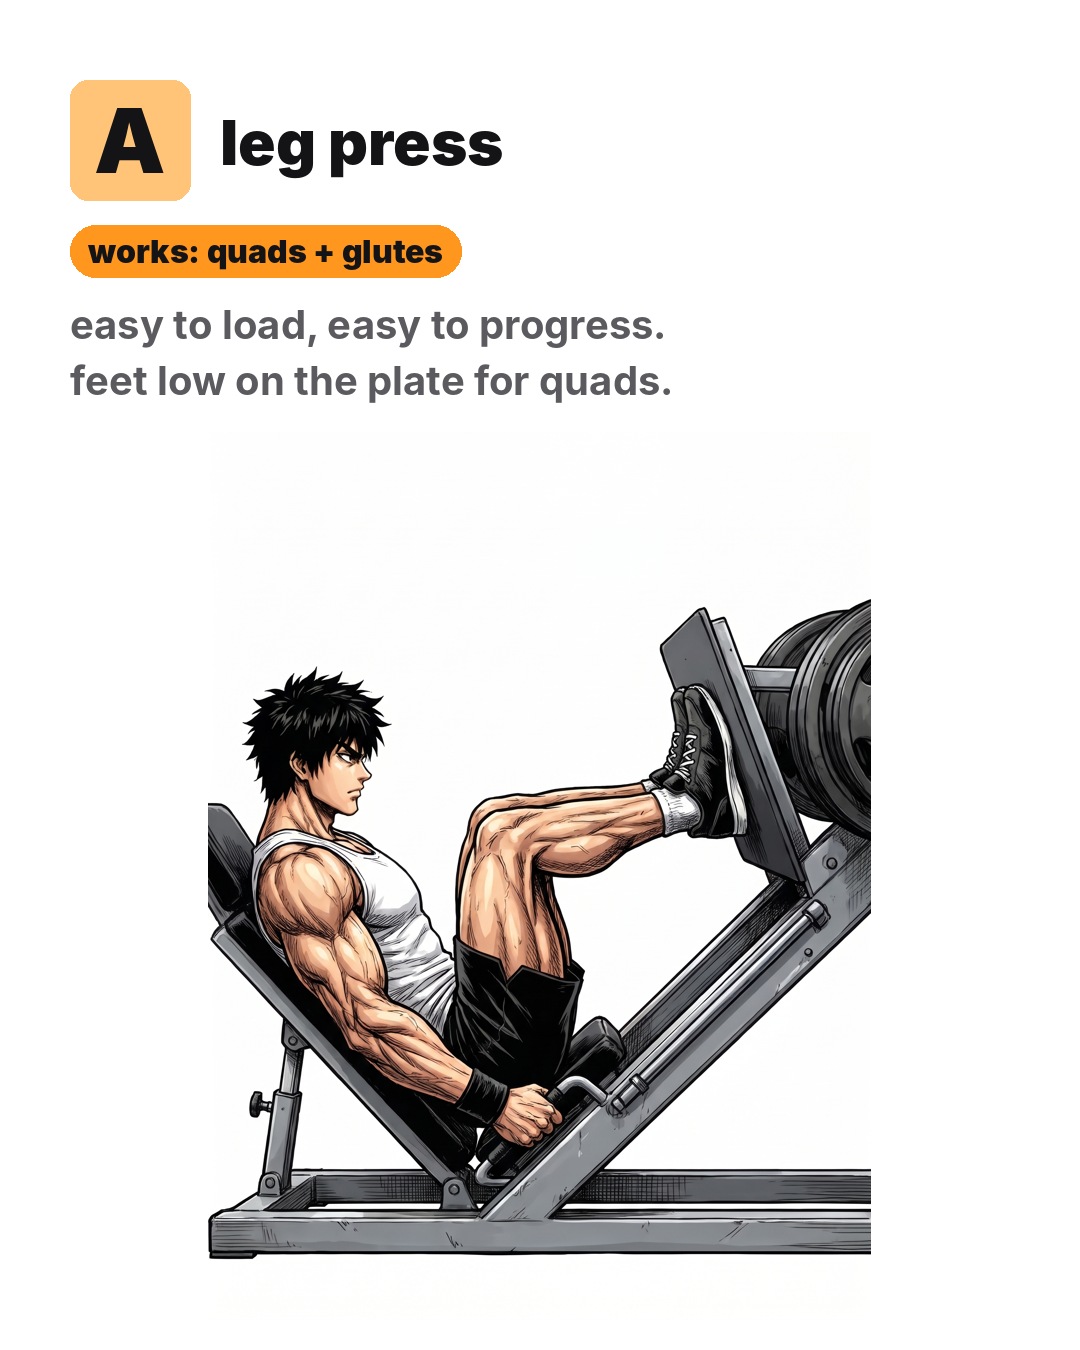 A leg press
works: quads + glutes
easy to load, easy to progress.
feet low on the plate for quads.